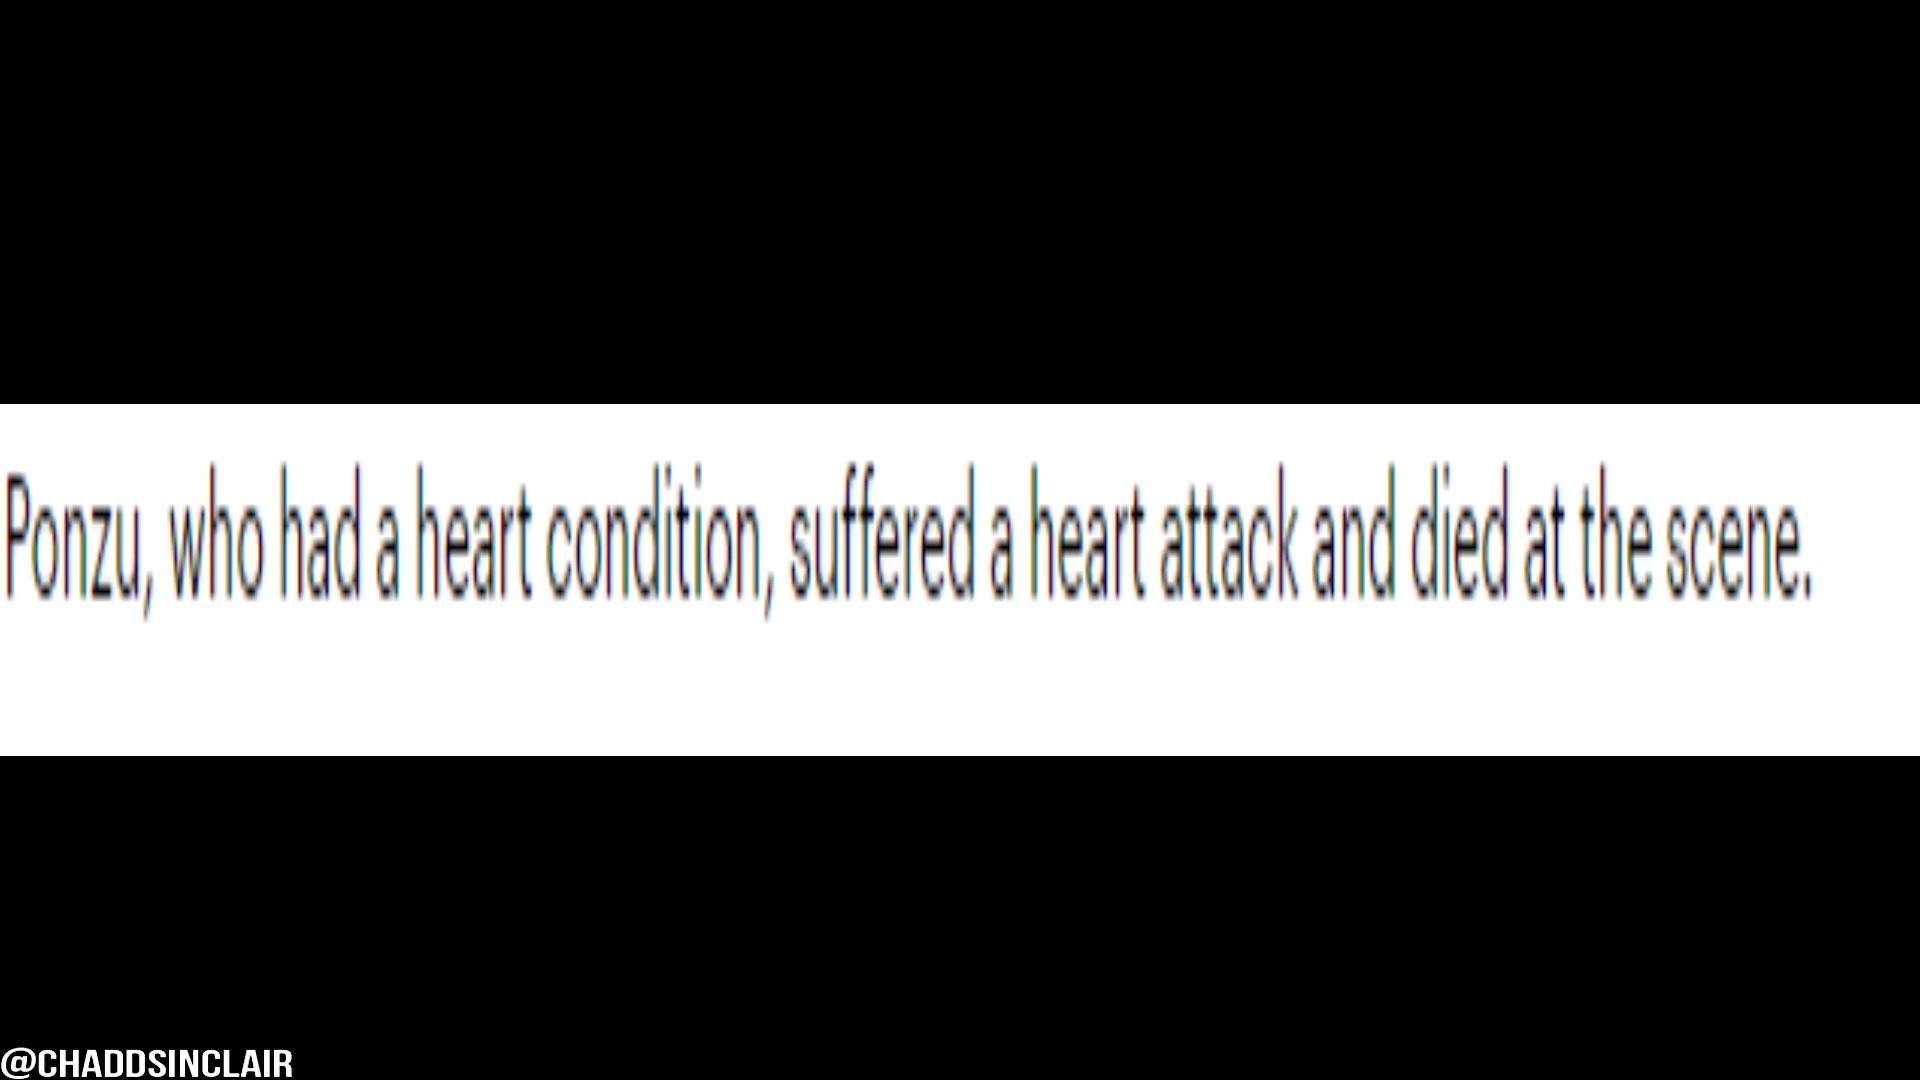 Ponzu, who had a heart condition, suffered a heart attack and died at the scene.
@CHADDSINCLAIR